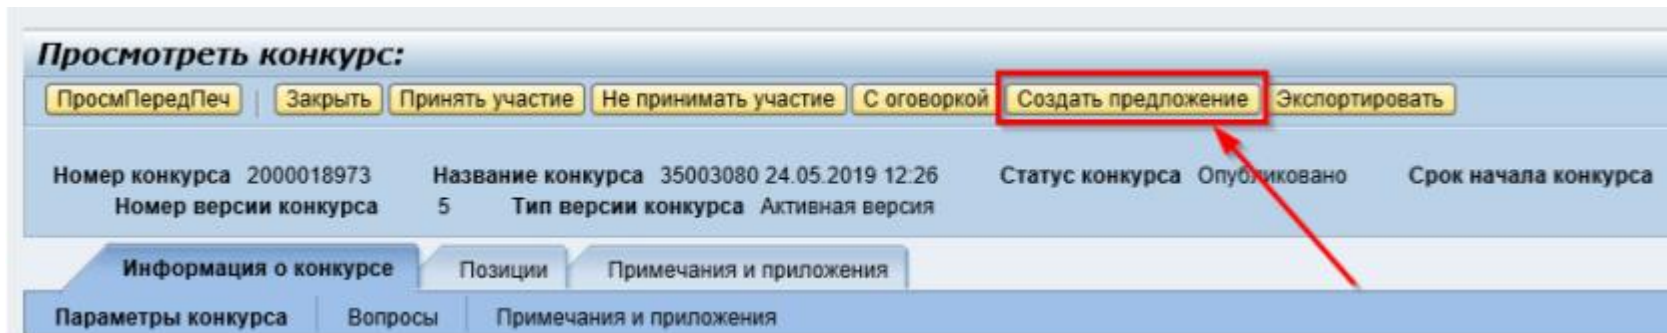 Просмотреть конкурс:
ПросмПередПеч Закрыть Принять участие Не принимать участие С оговоркой Создать предложение Экспортировать
Номер конкурса 2000018973 Название конкурса 35003080 24.05.2019 12:26 Статус конкурса Опубликовано Срок начала конкурса
Номер версии конкурса 5 Тип версии конкурса Активная версия
Информация о конкурсе Позиции Примечания и приложения
Параметры конкурса Вопросы Примечания и приложения